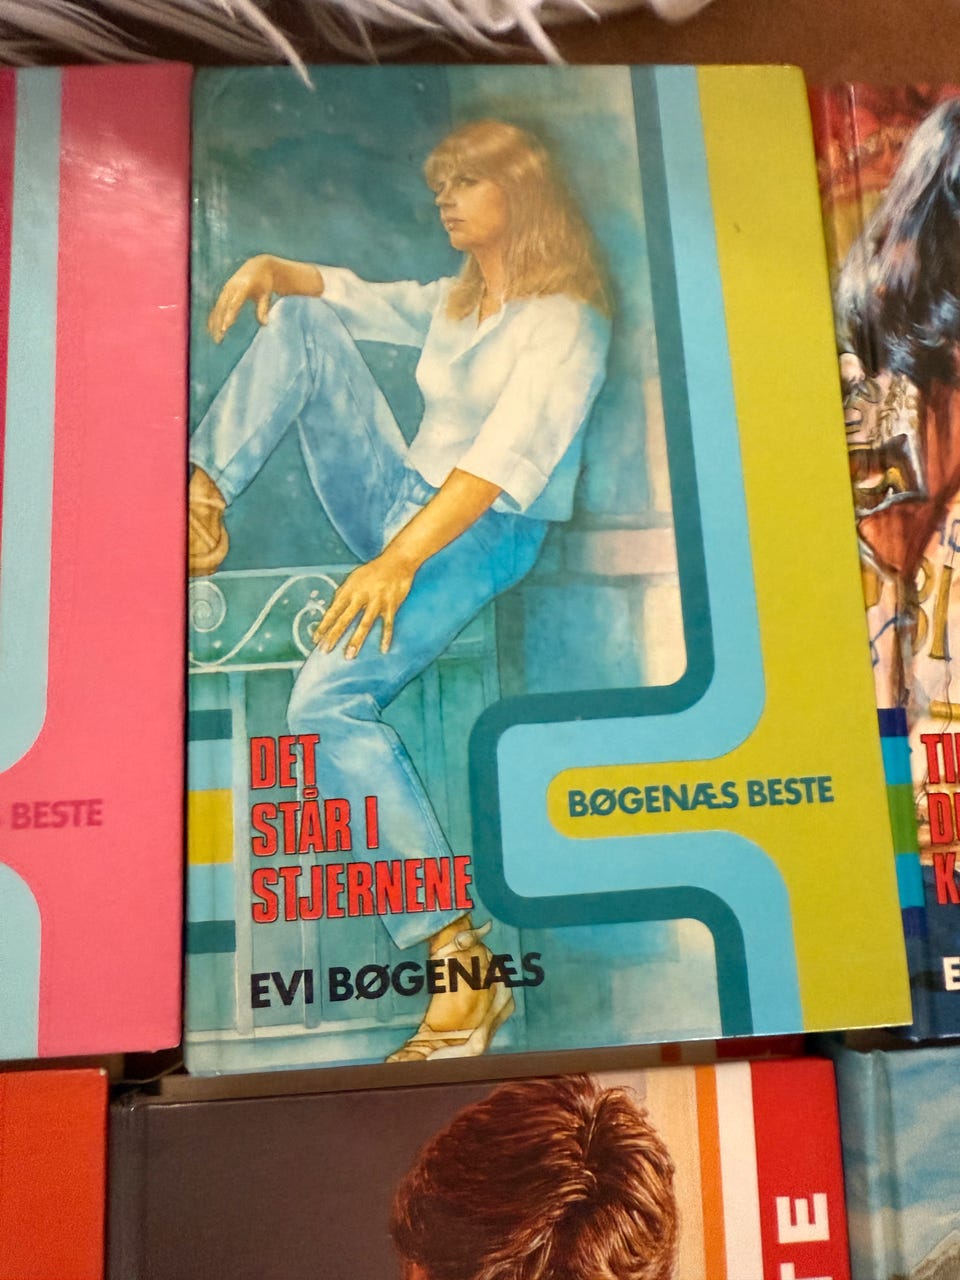 DET
STÅR I
STJERNENE
EVI BØGENÆS
BØGENÆS BESTE
BESTE